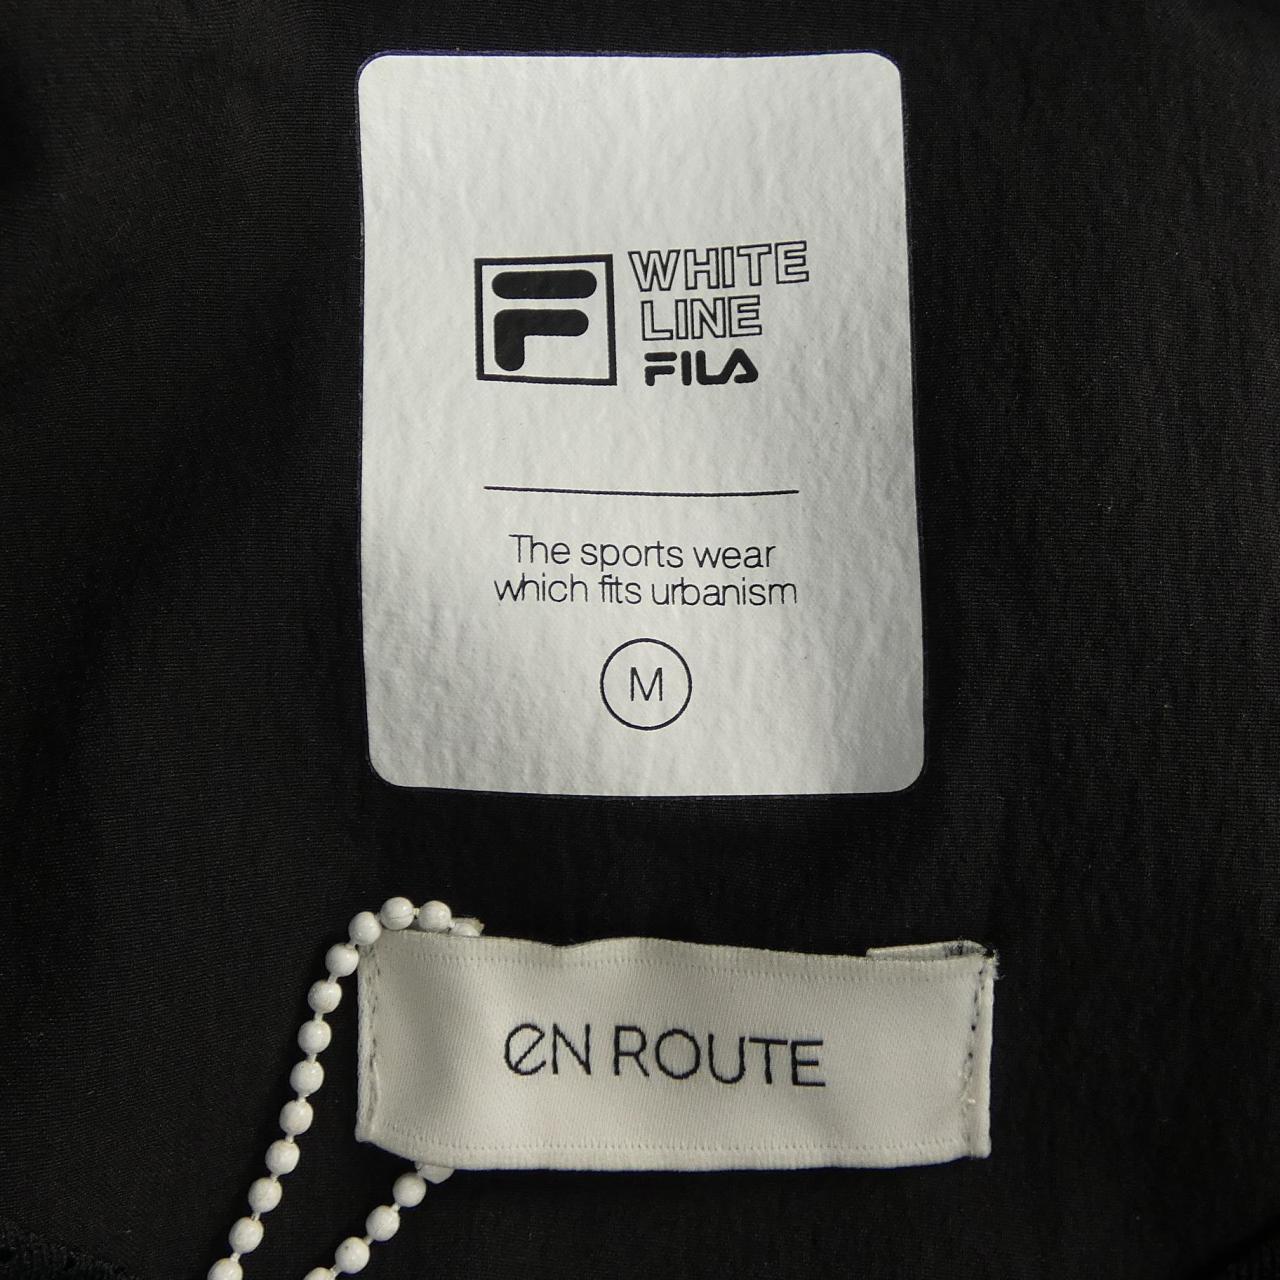 F
WHITE
LINE
FILA
The sports wear
which fits urbanism
M
eN ROUTE